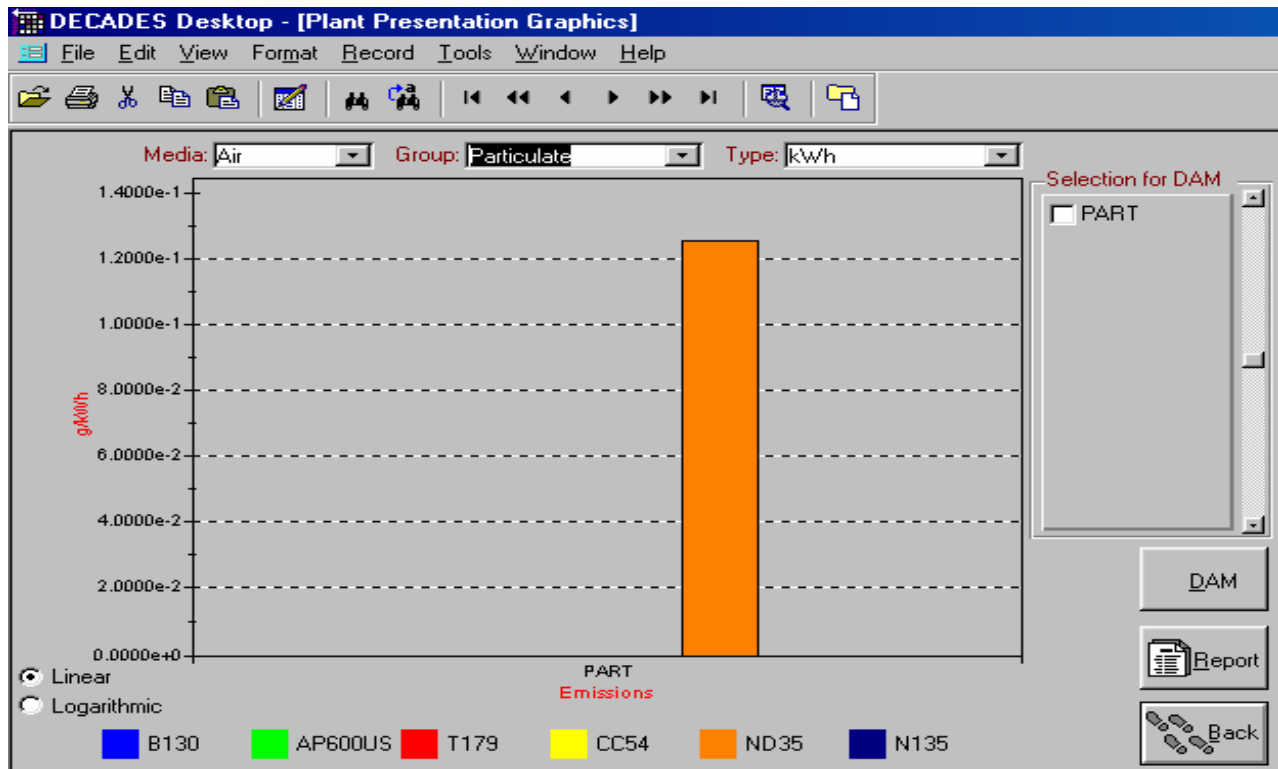 DECADES Desktop - [Plant Presentation Graphics]
File Edit View Format Record Tools Window Help
Media: Air Group: Particulate Type: kWh
Selection for DAM
PART
1.4000e-1
1.2000e-1
1.0000e-1
8.0000e-2
g/kWh
6.0000e-2
4.0000e-2
2.0000e-2
0.0000e+0
PART
Emissions
DAM
Report
Back
Linear
Logarithmic
B130 AP600US T179 CC54 ND35 N135